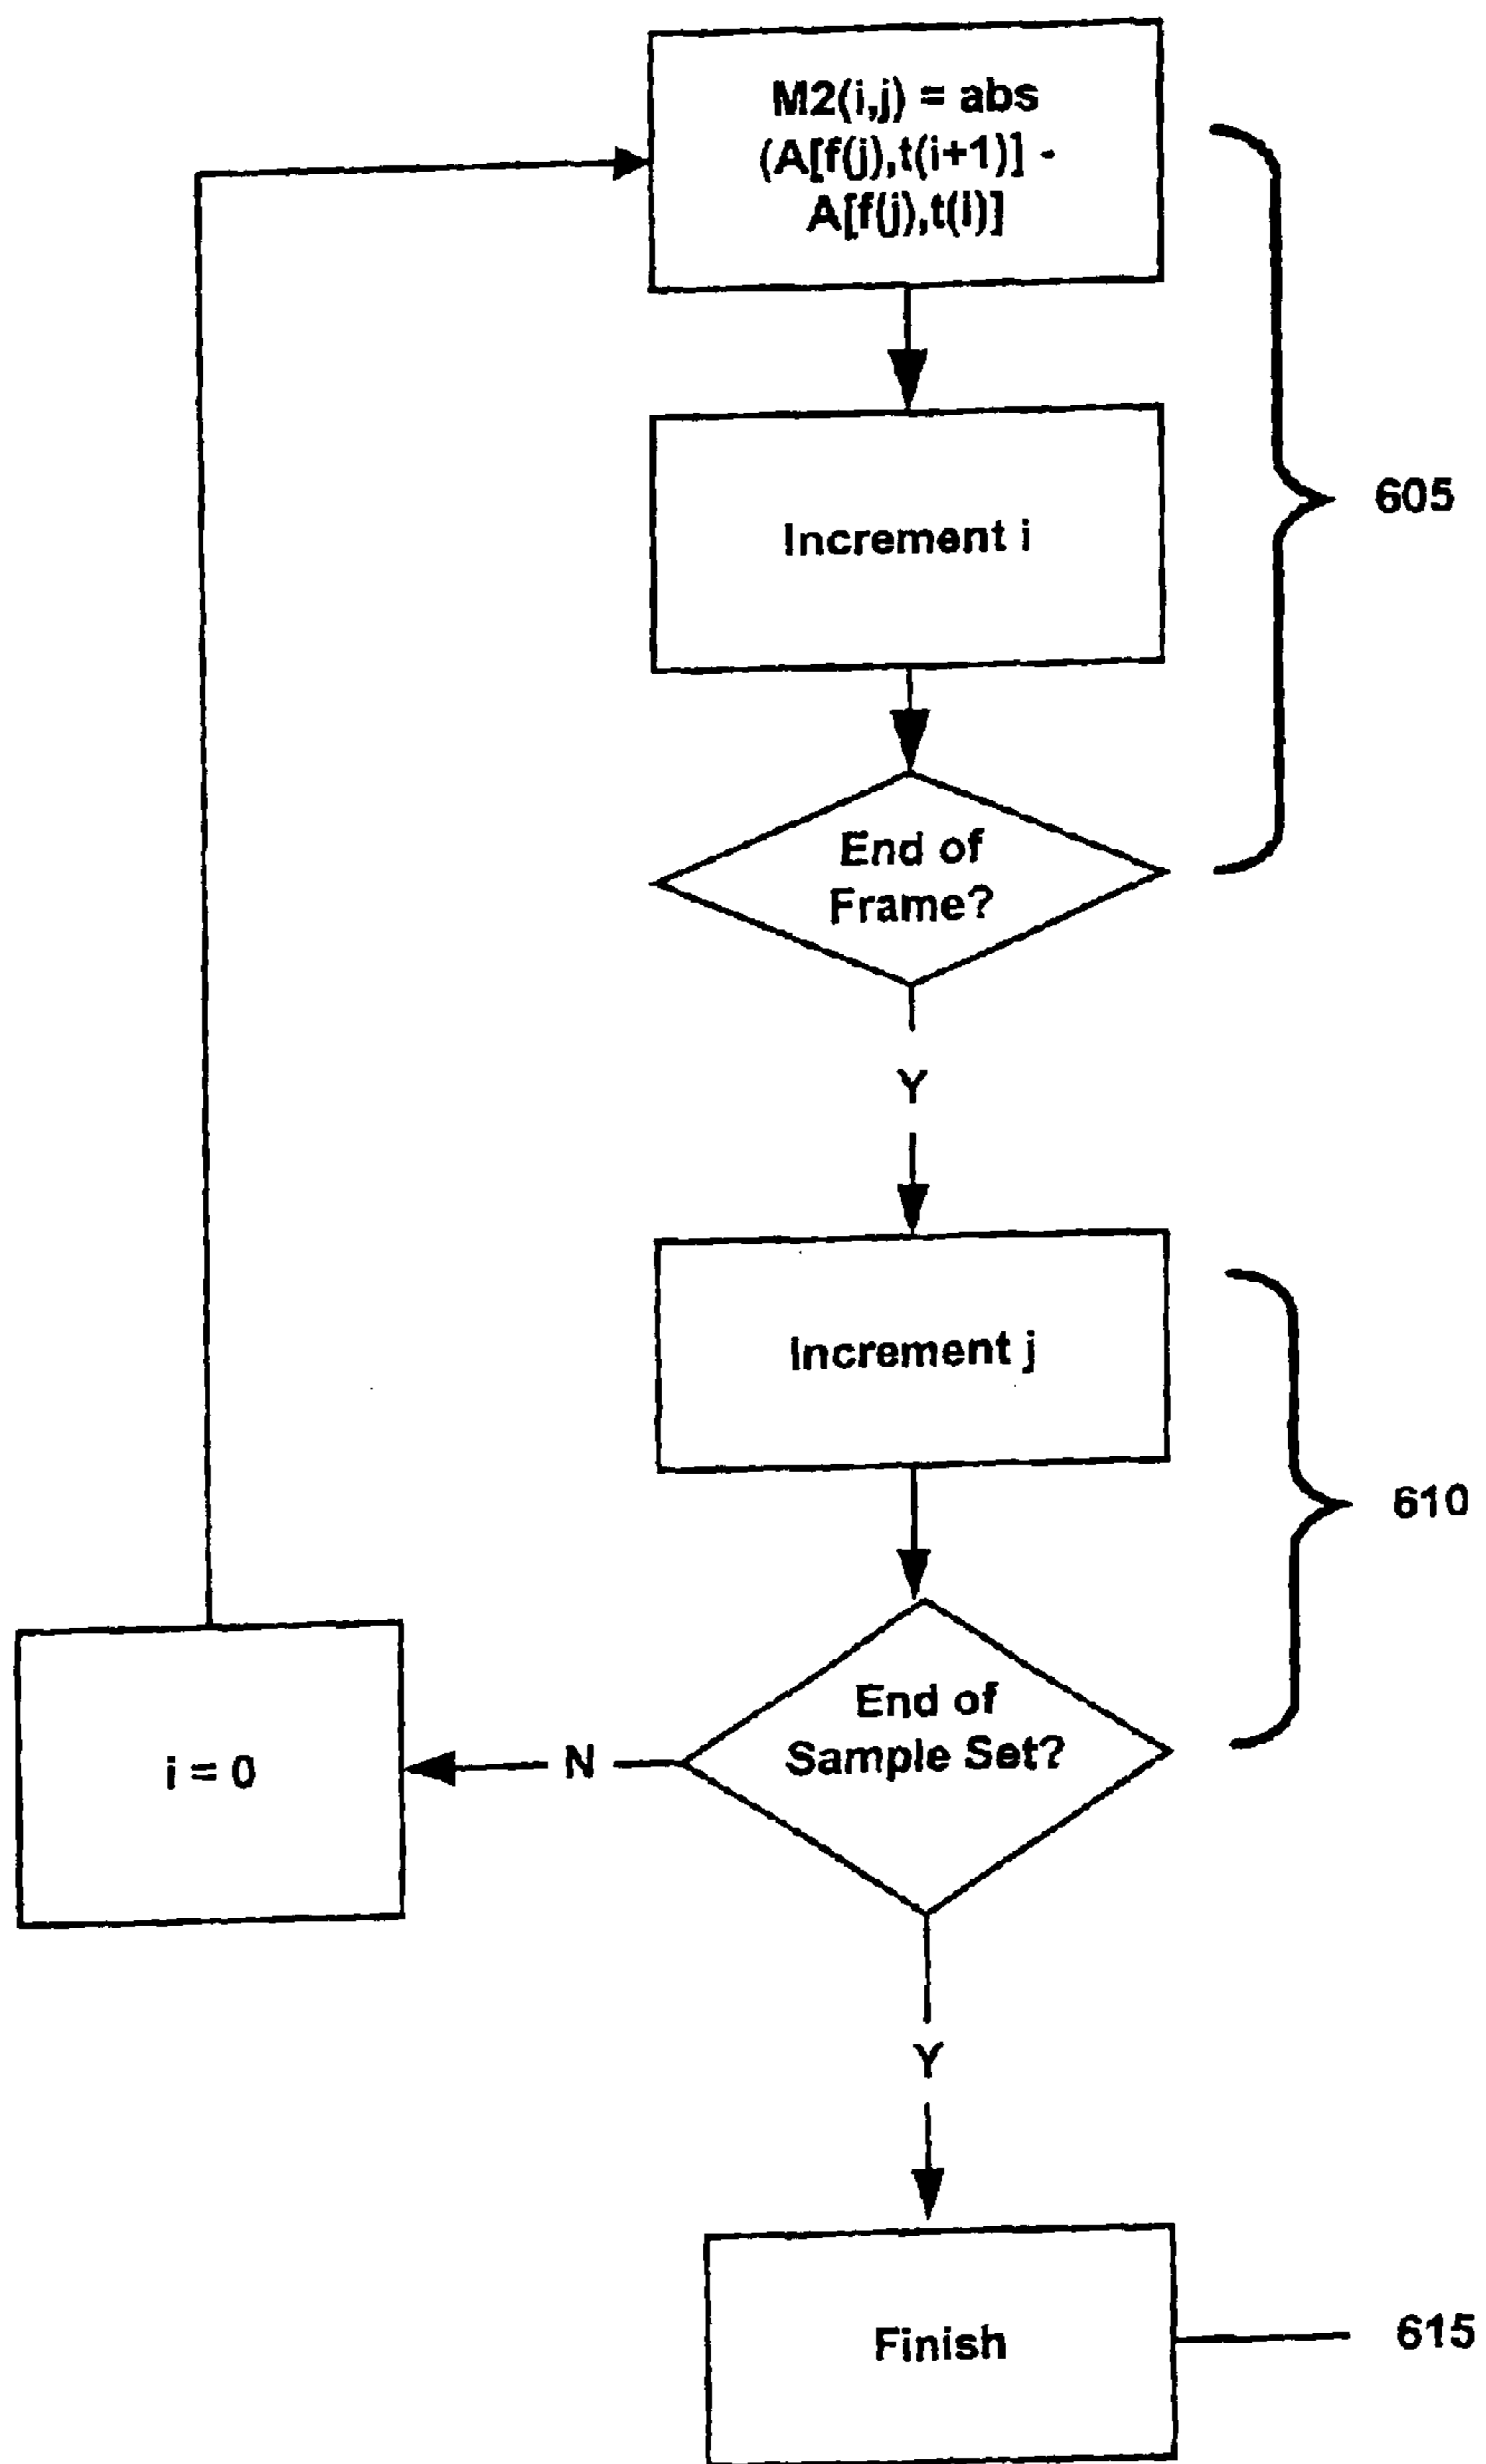 M2(i,j) = abs
(A[f(j),t(i+1)] -
A[f(j),t(i)]
605
Increment i
End of
Frame?
Y
Increment j
610
End of
Sample Set?
N
i = 0
Y
Finish
615